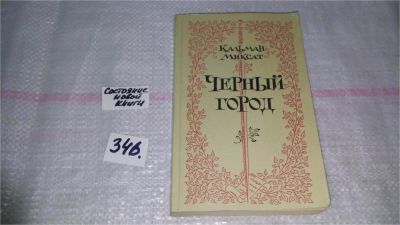 Состояние
новой
книги
346.
Кальман
Миксат
ЧЕРНЫЙ
ГОРОД